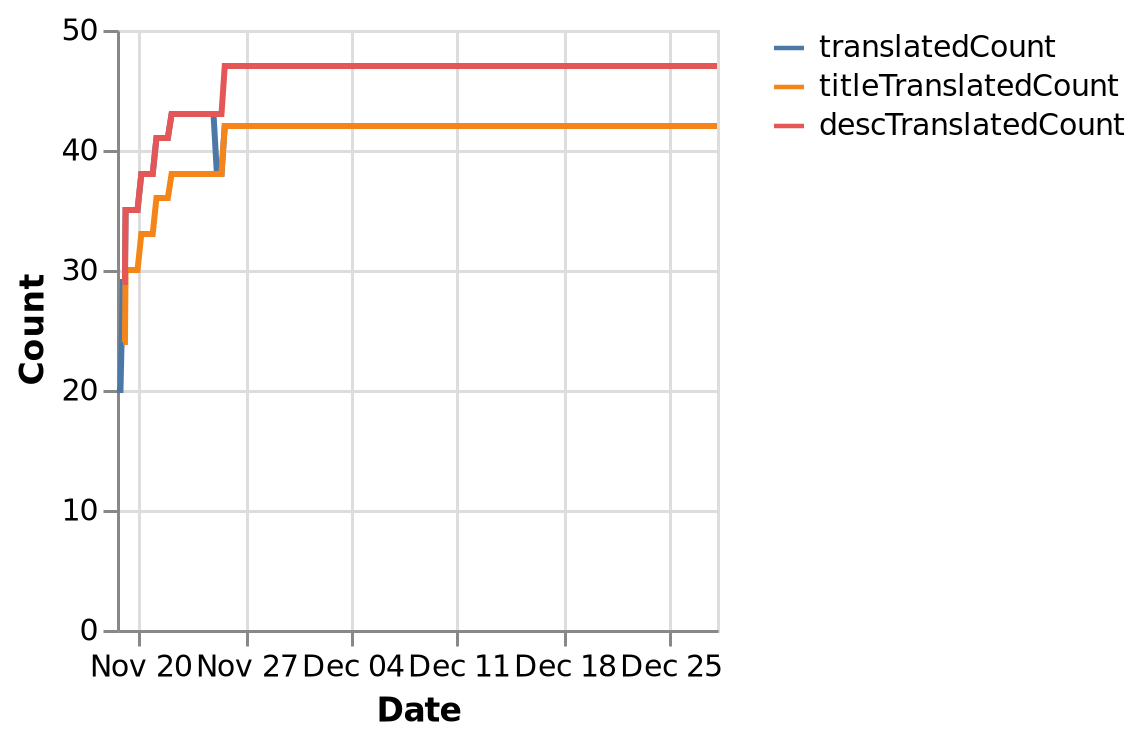 50
40
30
20
10
0
Count
Nov 20 Nov 27 Dec 04 Dec 11 Dec 18 Dec 25
Date
translatedCount
titleTranslatedCount
descTranslatedCount